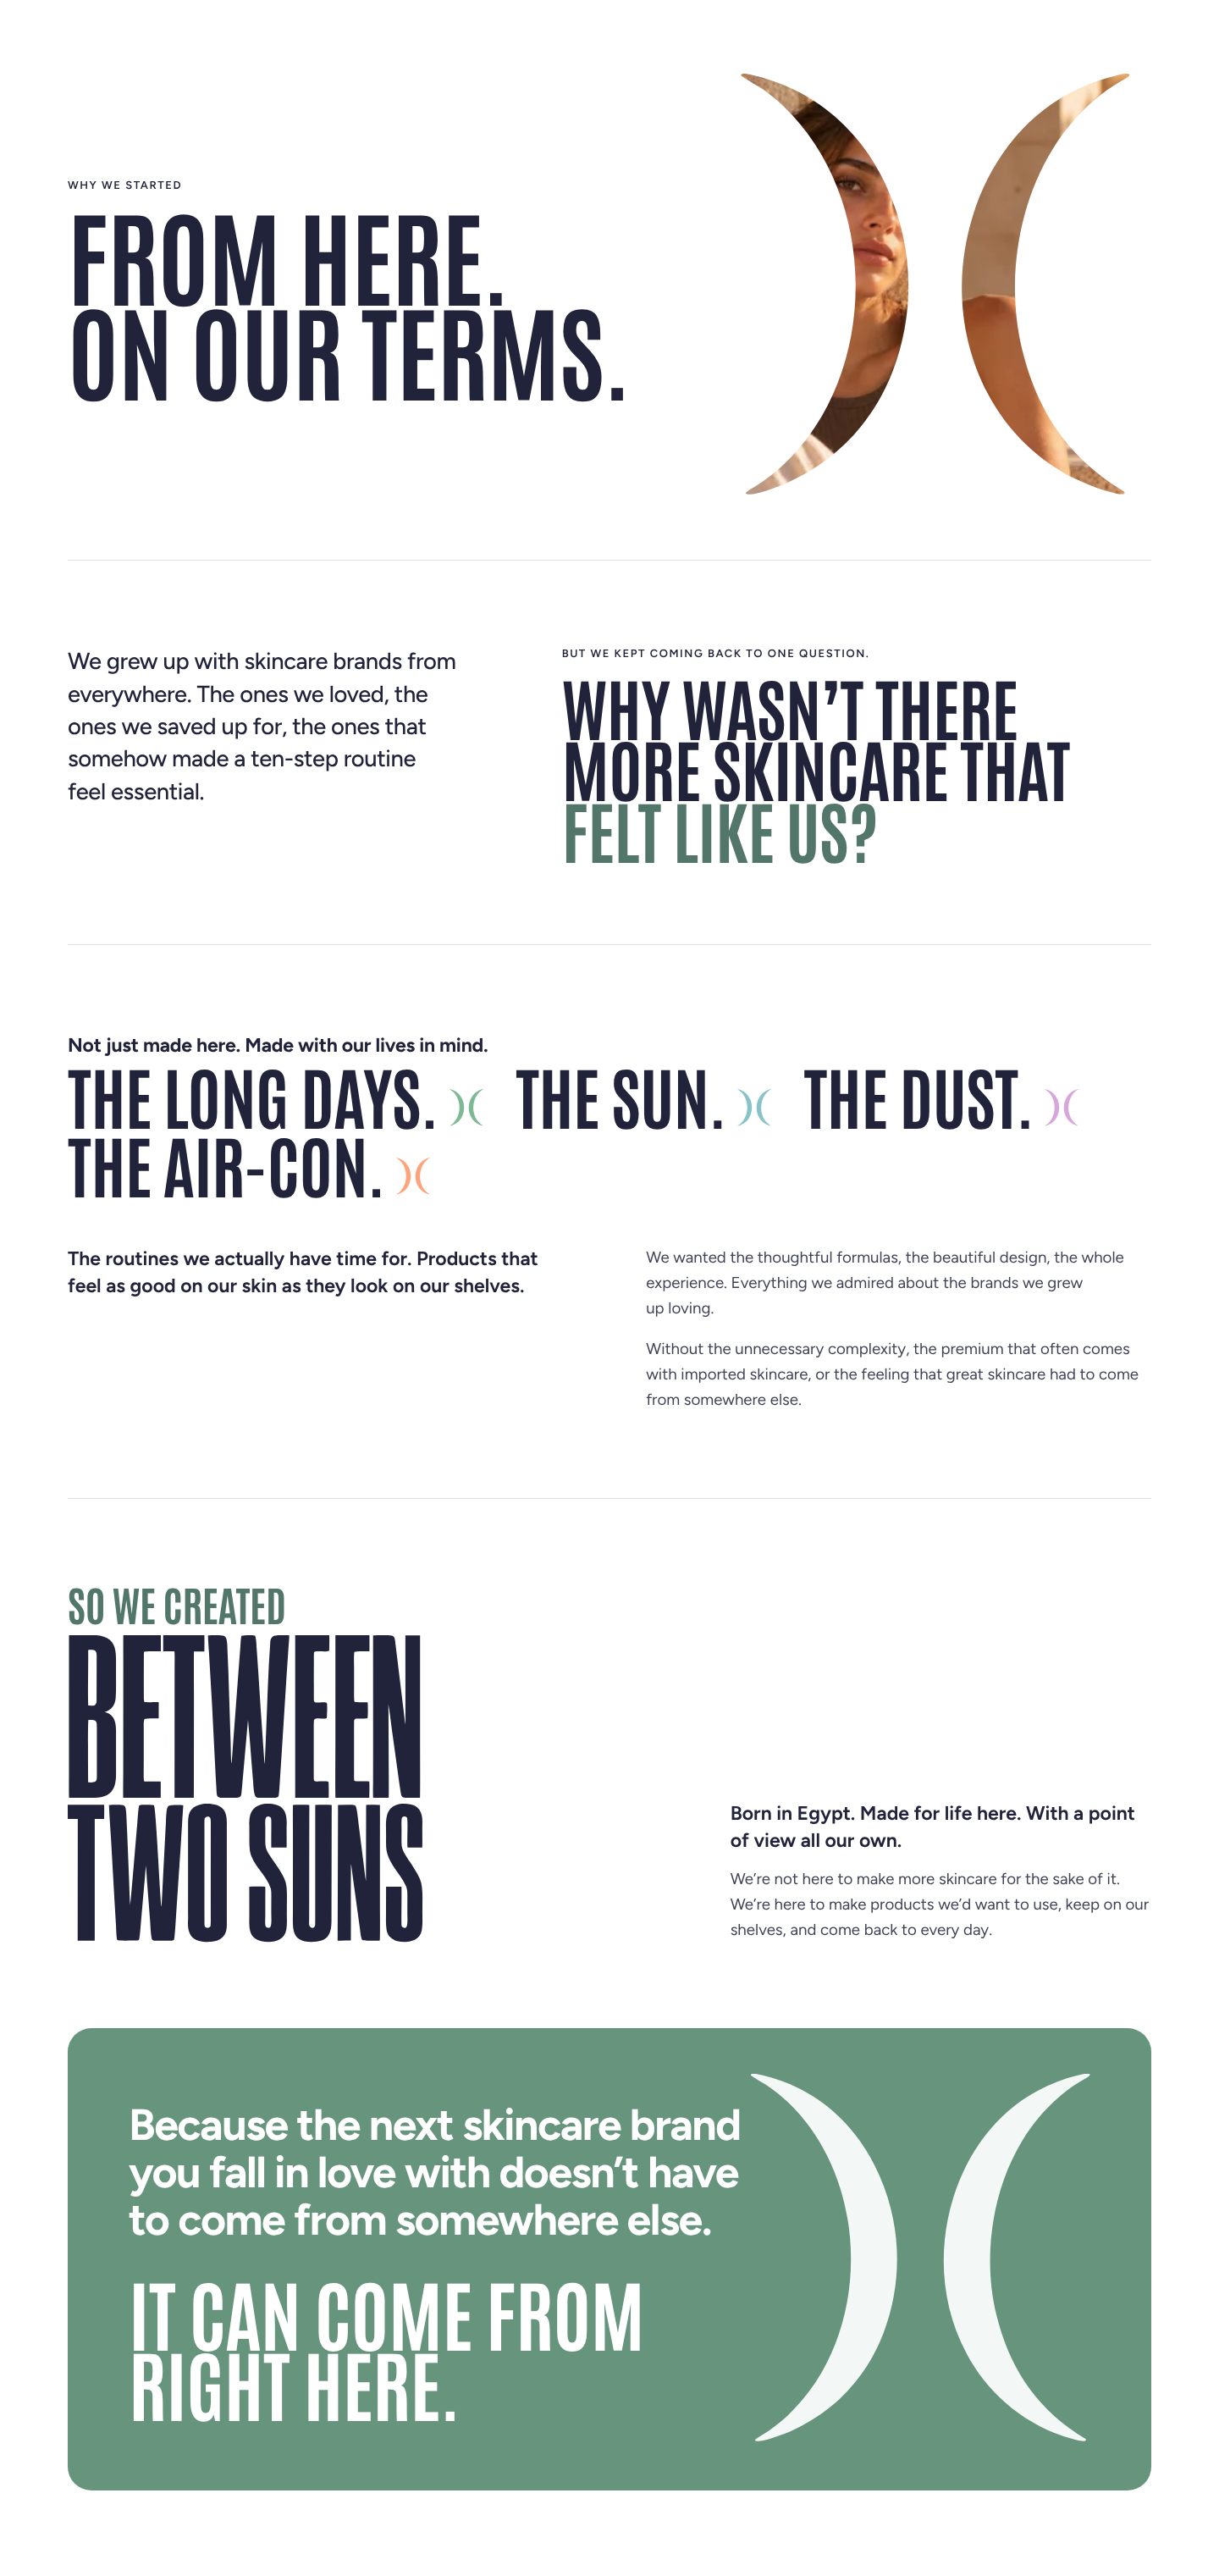 WHY WE STARTED
FROM HERE.
ON OUR TERMS.
We grew up with skincare brands from
everywhere. The ones we loved, the
ones we saved up for, the ones that
somehow made a ten-step routine
feel essential.
BUT WE KEPT COMING BACK TO ONE QUESTION.
WHY WASN’T THERE
MORE SKINCARE THAT
FELT LIKE US?
Not just made here. Made with our lives in mind.
THE LONG DAYS. THE SUN. THE DUST.
THE AIR-CON.
The routines we actually have time for. Products that
feel as good on our skin as they look on our shelves.
We wanted the thoughtful formulas, the beautiful design, the whole
experience. Everything we admired about the brands we grew
up loving.
Without the unnecessary complexity, the premium that often comes
with imported skincare, or the feeling that great skincare had to come
from somewhere else.
SO WE CREATED
BETWEEN
TWO SUNS
Born in Egypt. Made for life here. With a point
of view all our own.
We’re not here to make more skincare for the sake of it.
We’re here to make products we’d want to use, keep on our
shelves, and come back to every day.
Because the next skincare brand
you fall in love with doesn’t have
to come from somewhere else.
IT CAN COME FROM
RIGHT HERE.